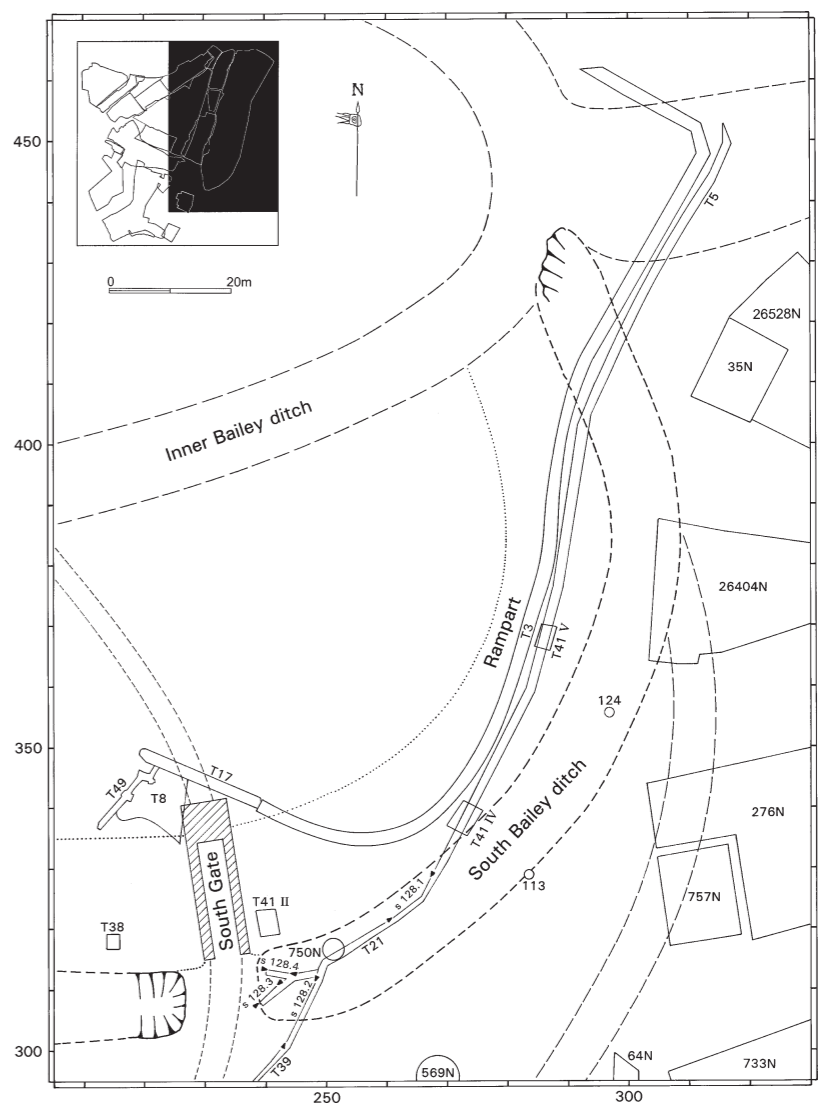 N
450
0 20m
T5
26528N
35N
Inner Bailey ditch
400
26404N
Rampart
T3
T41 V
124
350
T17
T49
T8
276N
T41 IV
South Bailey ditch
113
South Gate
s 128.1
757N
T41 II
T38
750N
T21
s 128.4
s 128.3
s 128.2
300
T39
569N
64N
733N
250
300